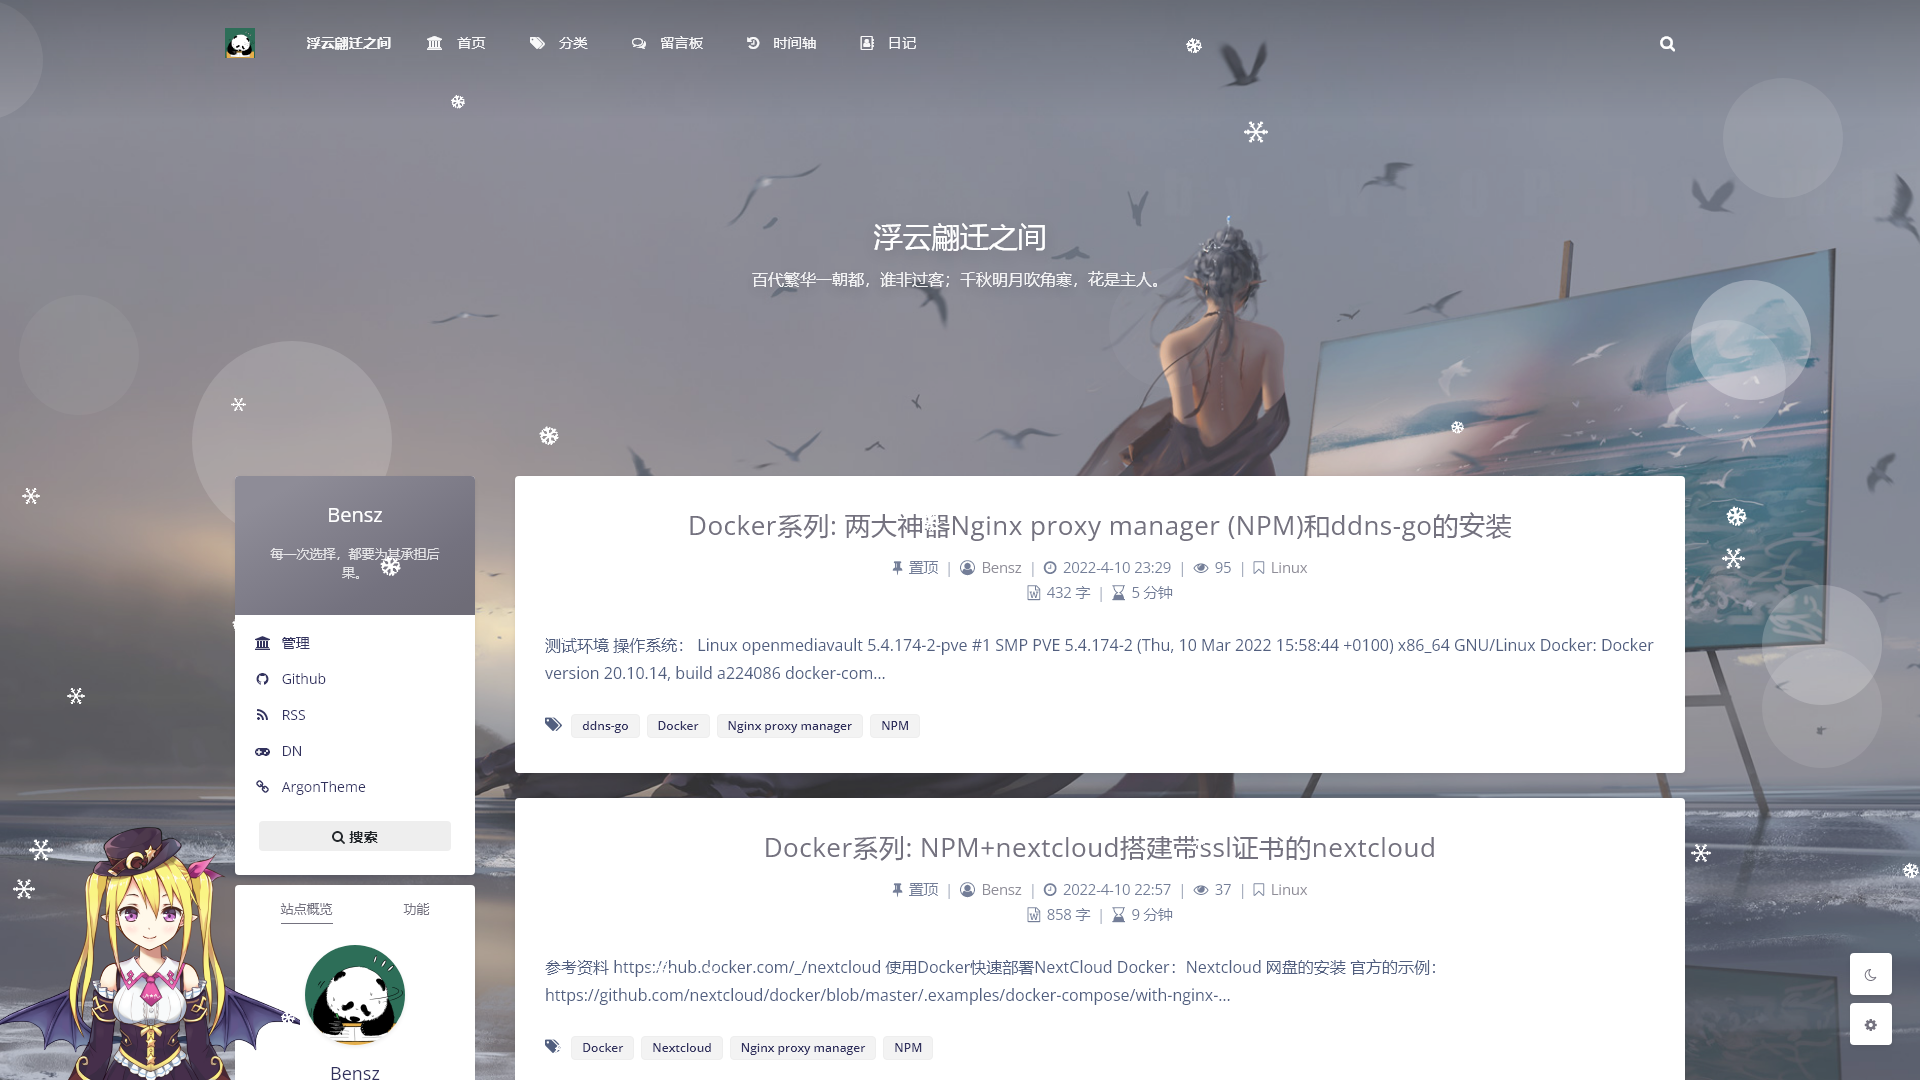 浮云翩迁之间
首页
分类
留言板
时间轴
日记
浮云翩迁之间
百代繁华一朝都，谁非过客；千秋明月吹角寒，花是主人。
Bensz
每一次选择，都要为其承担后
果。
管理
Github
RSS
DN
ArgonTheme
搜索
站点概览 功能
Bensz
Docker系列: 两大神器Nginx proxy manager (NPM)和ddns-go的安装
置顶 | Bensz | 2022-4-10 23:29 | 95 | Linux
432 字 | 5 分钟
测试环境 操作系统： Linux openmediavault 5.4.174-2-pve #1 SMP PVE 5.4.174-2 (Thu, 10 Mar 2022 15:58:44 +0100) x86_64 GNU/Linux Docker: Docker
version 20.10.14, build a224086 docker-com…
ddns-go Docker Nginx proxy manager NPM
Docker系列: NPM+nextcloud搭建带ssl证书的nextcloud
置顶 | Bensz | 2022-4-10 22:57 | 37 | Linux
858 字 | 9 分钟
参考资料 https://hub.docker.com/_/nextcloud 使用Docker快速部署NextCloud Docker：Nextcloud 网盘的安装 官方的示例：
https://github.com/nextcloud/docker/blob/master/.examples/docker-compose/with-nginx-…
Docker Nextcloud Nginx proxy manager NPM